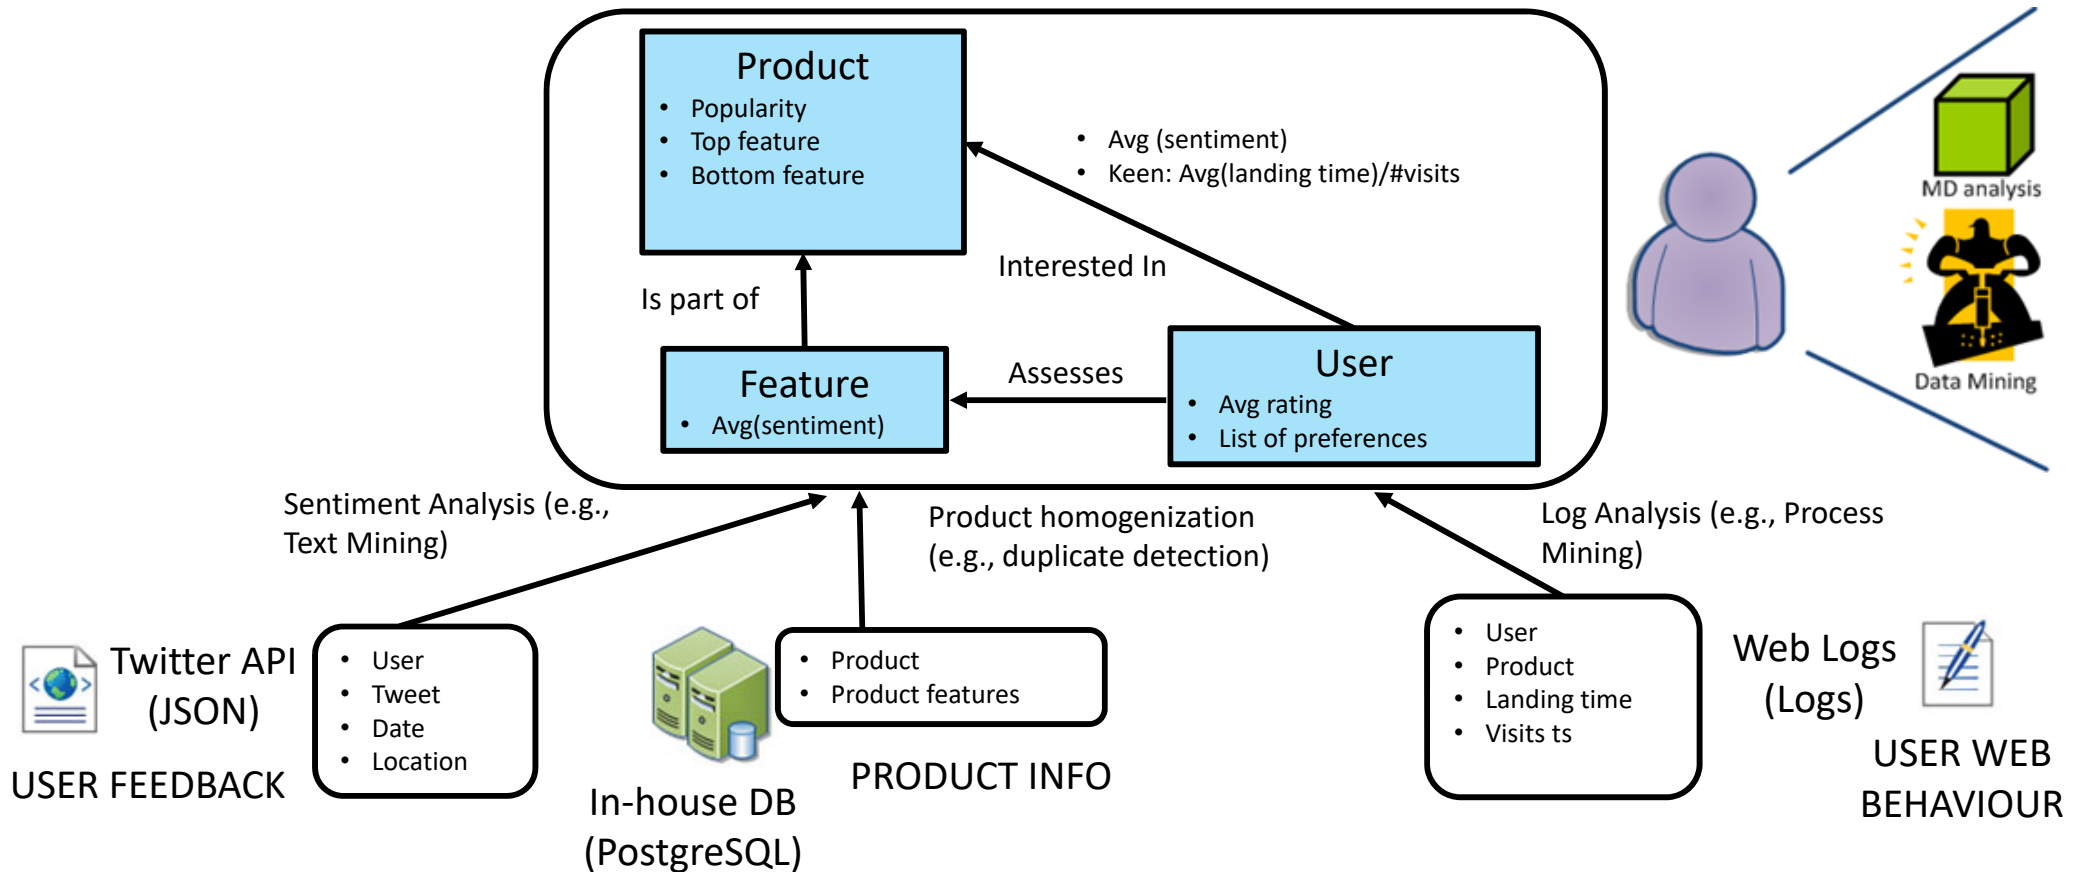 Product
• Popularity
• Top feature
• Bottom feature
• Avg (sentiment)
• Keen: Avg(landing time)/#visits
Interested In
Is part of
Feature
• Avg(sentiment)
Assesses
User
• Avg rating
• List of preferences
MD analysis
Data Mining
Sentiment Analysis (e.g.,
Text Mining)
Product homogenization
(e.g., duplicate detection)
Log Analysis (e.g., Process
Mining)
Twitter API
(JSON)
USER FEEDBACK
• User
• Tweet
• Date
• Location
In-house DB
(PostgreSQL)
• Product
• Product features
PRODUCT INFO
• User
• Product
• Landing time
• Visits ts
Web Logs
(Logs)
USER WEB
BEHAVIOUR